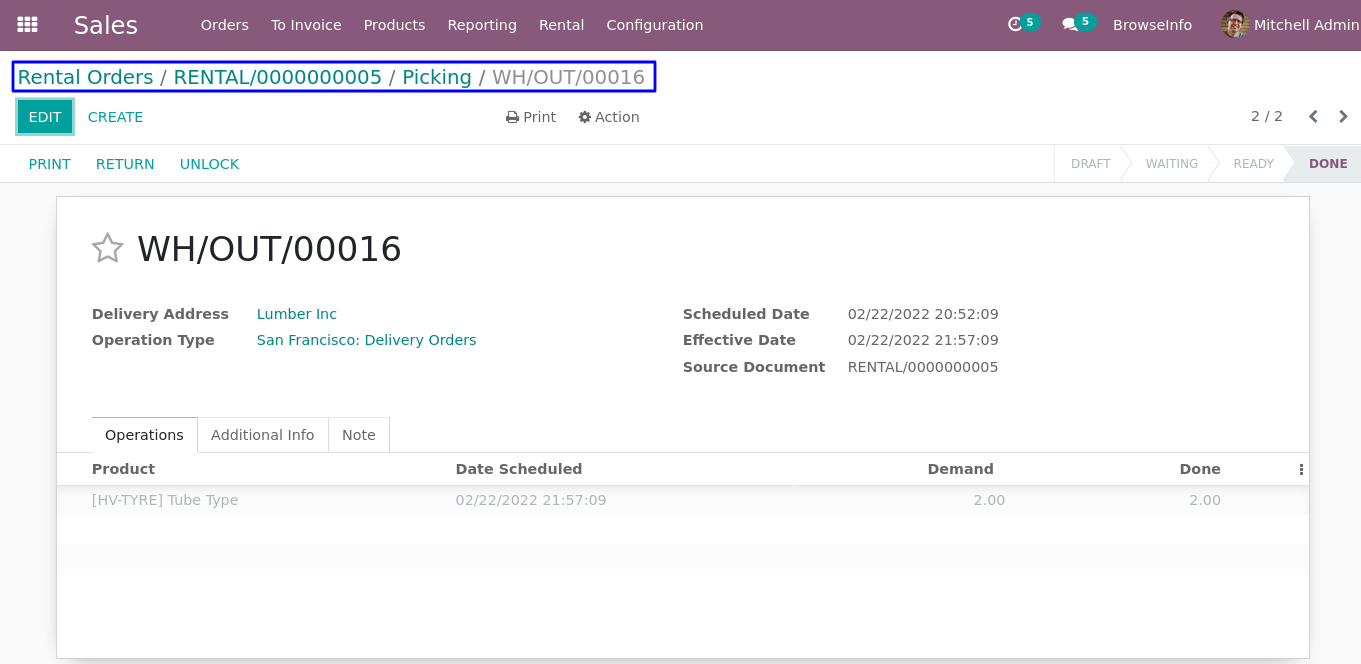 Sales Orders To Invoice Products Reporting Rental Configuration 5 5 BrowseInfo Mitchell Admin
Rental Orders / RENTAL/0000000005 / Picking / WH/OUT/00016
EDIT CREATE Print Action 2 / 2
PRINT RETURN UNLOCK DRAFT WAITING READY DONE
WH/OUT/00016
Delivery Address Lumber Inc Scheduled Date 02/22/2022 20:52:09
Operation Type San Francisco: Delivery Orders Effective Date 02/22/2022 21:57:09
Source Document RENTAL/0000000005
Operations Additional Info Note
Product Date Scheduled Demand Done
[HV-TYRE] Tube Type 02/22/2022 21:57:09 2.00 2.00